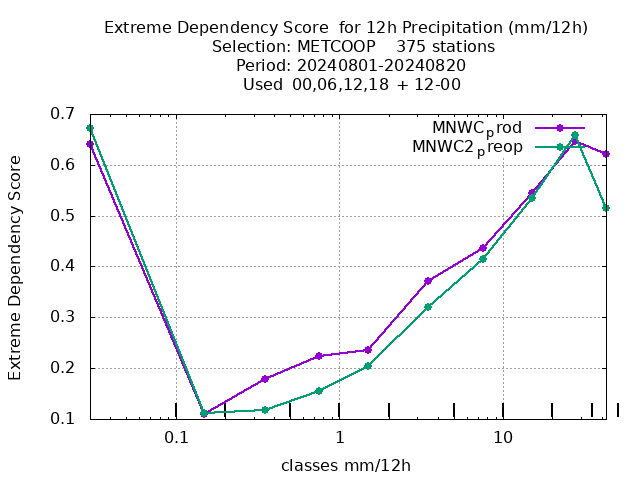 Extreme Dependency Score  for 12h Precipitation (mm/12h)
Selection: METCOOP    375 stations
Period: 20240801-20240820
Used  00,06,12,18  + 12-00
MNWCprod
MNWC2preop
Extreme Dependency Score
0.7
0.6
0.5
0.4
0.3
0.2
0.1
0.1 1 10
classes mm/12h